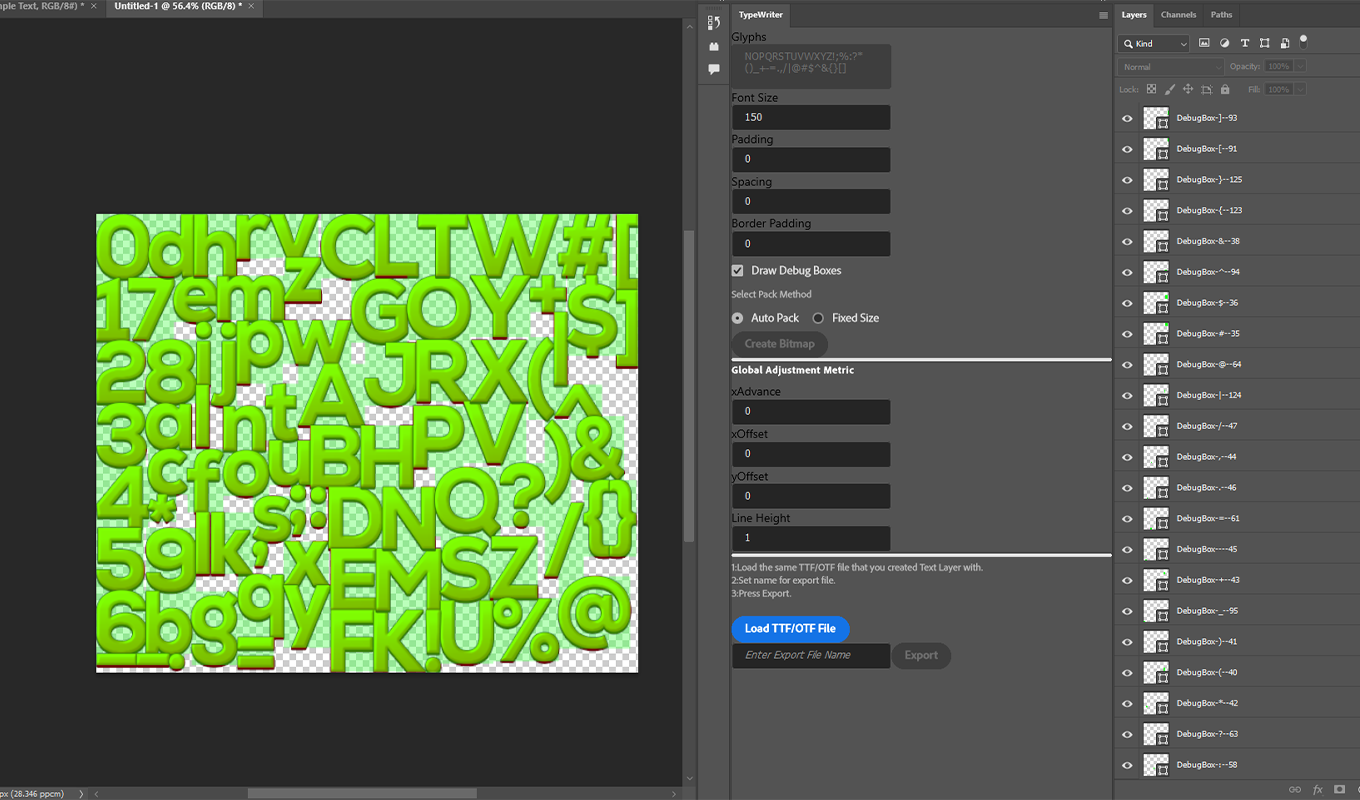 nple Text, RGB/8#) * ×
Untitled-1 @ 56.4% (RGB/8) * ×
TypeWriter
Layers Channels Paths
Glyphs
NOPQRSTUVWXYZ!;%:?*
()_+-=.,/|@#$^&{}[]
Font Size
150
Padding
0
Spacing
0
Border Padding
0
Draw Debug Boxes
Select Pack Method
Auto Pack Fixed Size
Create Bitmap
Global Adjustment Metric
xAdvance
0
xOffset
0
yOffset
0
Line Height
1
1:Load the same TTF/OTF file that you created Text Layer with.
2:Set name for export file.
3:Press Export.
Load TTF/OTF File
Enter Export File Name Export
Kind
Normal Opacity: 100%
Lock: Fill: 100%
DebugBox-]--93
DebugBox-[--91
DebugBox-}--125
DebugBox-{--123
DebugBox-&--38
DebugBox-^--94
DebugBox-$--36
DebugBox-#--35
DebugBox-@--64
DebugBox-|--124
DebugBox-/--47
DebugBox-,--44
DebugBox-.--46
DebugBox-=--61
DebugBox----45
DebugBox-+--43
DebugBox-_--95
DebugBox-)--41
DebugBox-(--40
DebugBox-*--42
DebugBox-?--63
DebugBox-:--58
0dhrvCLTW#[
17emzGOY+$]
28ijpwJRX(|
3alntAPV^
cfouBH)&
4*s;:DNQ?{}
59lk,xEMSZ/
6bgqyFK!U%@
_.=
px (28.346 ppcm)
fx